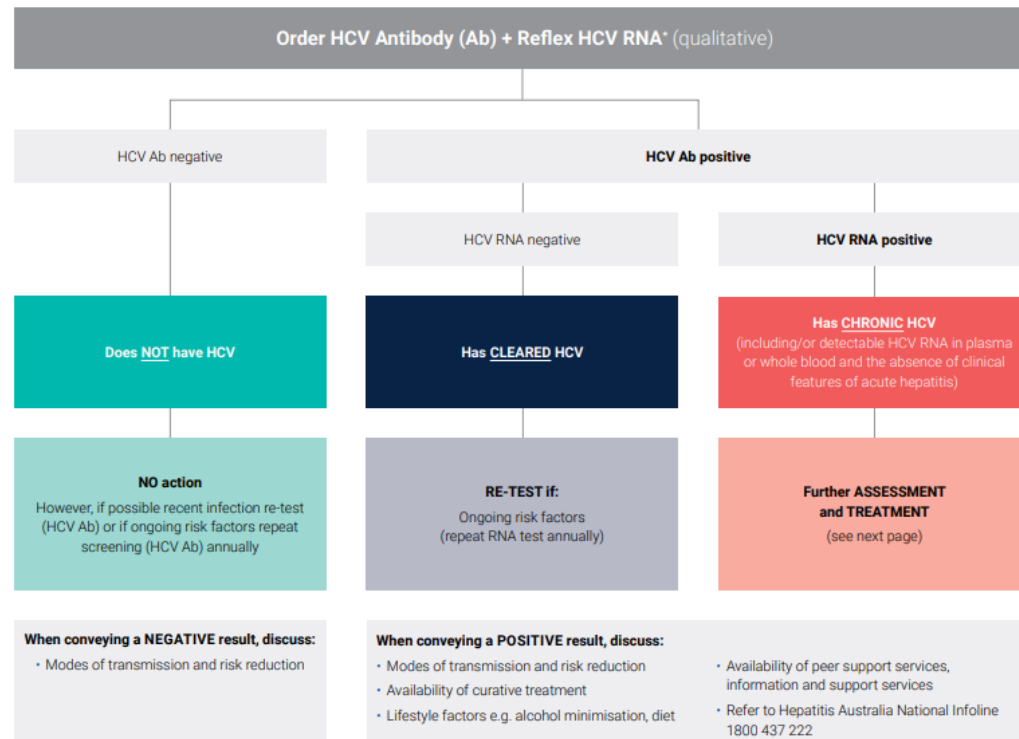 Order HCV Antibody (Ab) + Reflex HCV RNA* (qualitative)
HCV Ab negative
HCV Ab positive
HCV RNA negative
HCV RNA positive
Does NOT have HCV
Has CLEARED HCV
Has CHRONIC HCV
(including/or detectable HCV RNA in plasma
or whole blood and the absence of clinical
features of acute hepatitis)
NO action
However, if possible recent infection re-test
(HCV Ab) or if ongoing risk factors repeat
screening (HCV Ab) annually
RE-TEST if:
Ongoing risk factors
(repeat RNA test annually)
Further ASSESSMENT
and TREATMENT
(see next page)
When conveying a NEGATIVE result, discuss:
• Modes of transmission and risk reduction
When conveying a POSITIVE result, discuss:
• Modes of transmission and risk reduction
• Availability of curative treatment
• Lifestyle factors e.g. alcohol minimisation, diet
• Availability of peer support services,
information and support services
• Refer to Hepatitis Australia National Infoline
1800 437 222